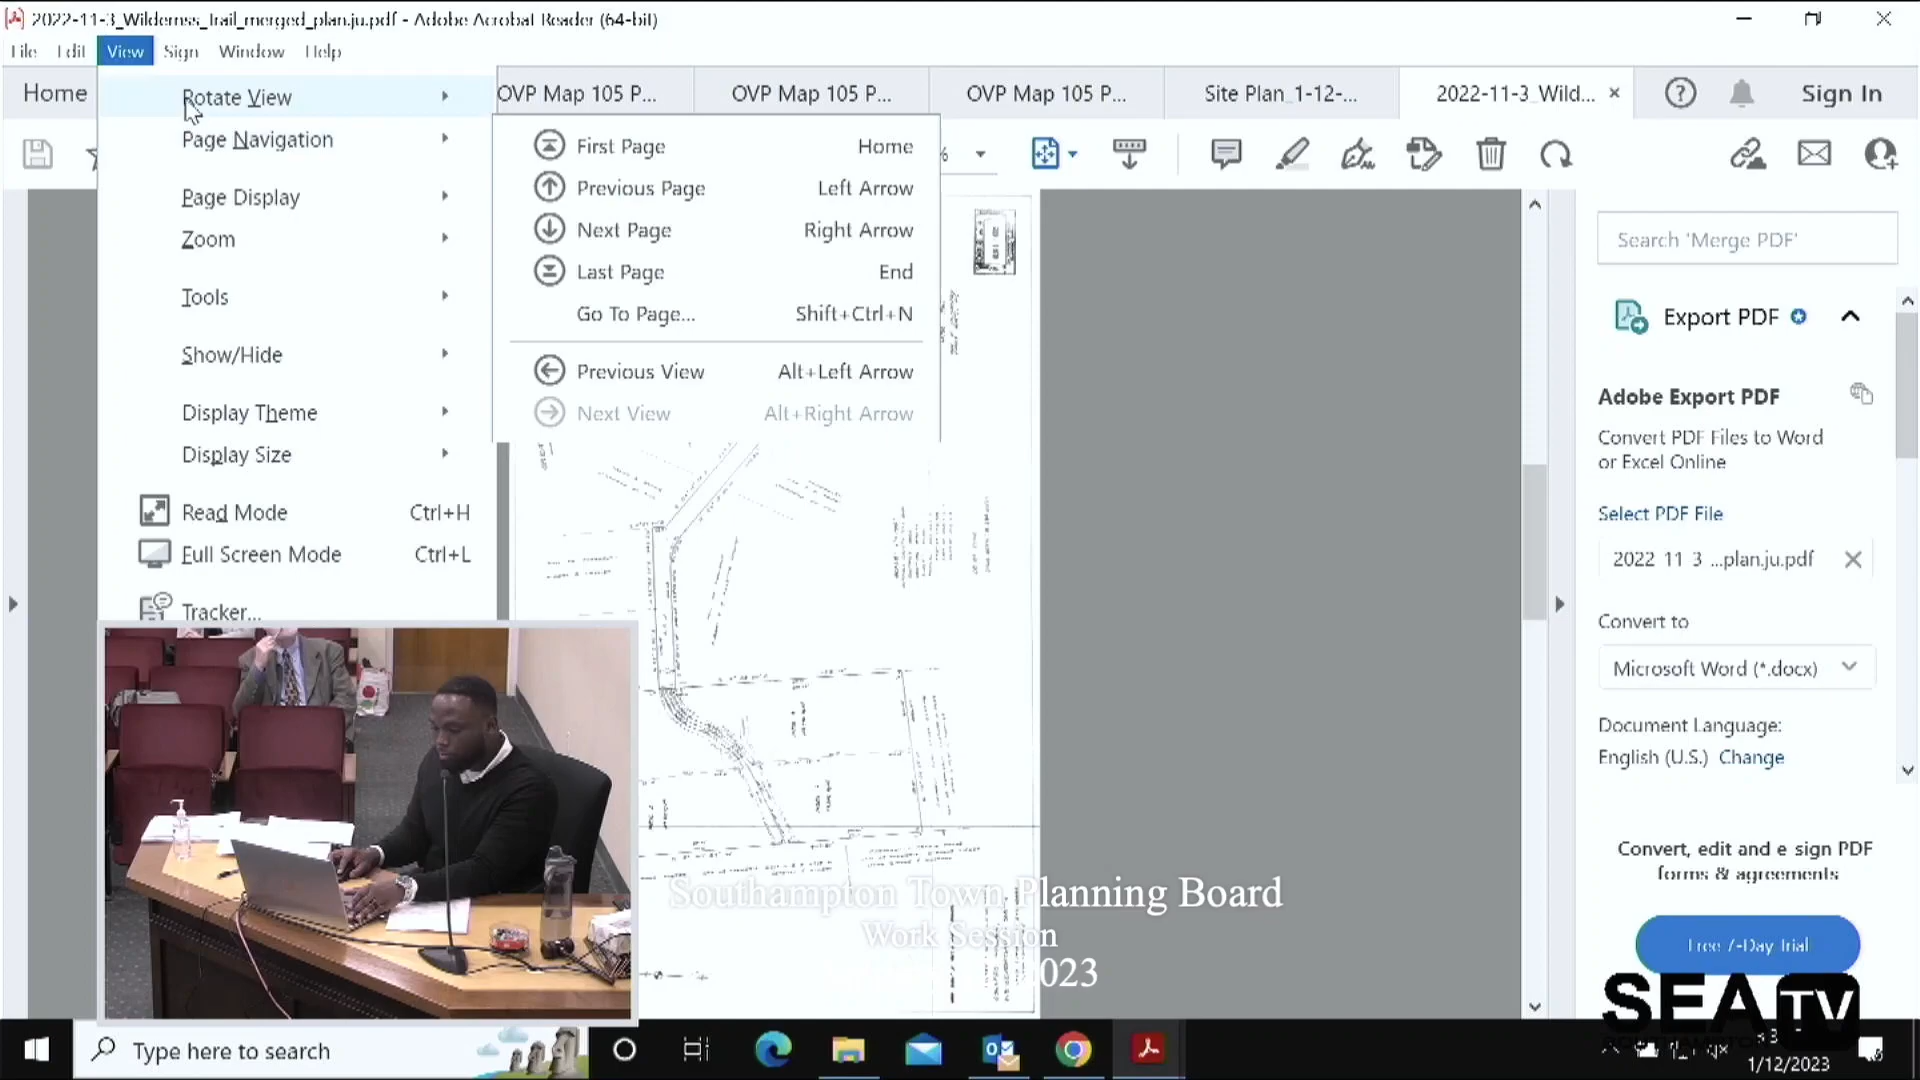 2022-11-3_Wilderness_Trail_merged_plan.ju.pdf - Adobe Acrobat Reader (64-bit)
File Edit View Sign Window Help
Home
OVP Map 105 P...
OVP Map 105 P...
OVP Map 105 P...
Site Plan_1-12-...
2022-11-3_Wild...
Sign In
Rotate View
Page Navigation
Page Display
Zoom
Tools
Show/Hide
Display Theme
Display Size
Read Mode Ctrl+H
Full Screen Mode Ctrl+L
Tracker...
First Page Home
Previous Page Left Arrow
Next Page Right Arrow
Last Page End
Go To Page... Shift+Ctrl+N
Previous View Alt+Left Arrow
Next View Alt+Right Arrow
%
Search 'Merge PDF'
Export PDF
Adobe Export PDF
Convert PDF Files to Word
or Excel Online
Select PDF File
2022 11 3 ...plan.ju.pdf
Convert to
Microsoft Word (*.docx)
Document Language:
English (U.S.) Change
Convert, edit and e sign PDF
forms & agreements
Free 7-Day Trial
Southampton Town Planning Board
Work Session
2023
SEA TV
Type here to search
1/12/2023